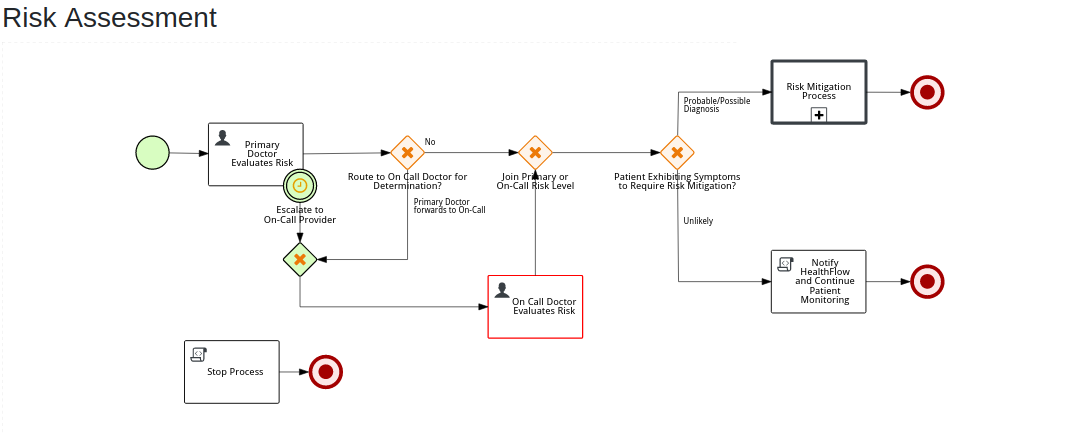 Risk Assessment
Risk Mitigation
Process
Probable/Possible
Diagnosis
Primary
Doctor
Evaluates Risk
No
Route to On Call Doctor for
Determination?
Join Primary or
On-Call Risk Level
Patient Exhibiting Symptoms
to Require Risk Mitigation?
Escalate to
On-Call Provider
Primary Doctor
forwards to On-Call
Unlikely
Notify
HealthFlow
and Continue
Patient
Monitoring
On Call Doctor
Evaluates Risk
Stop Process